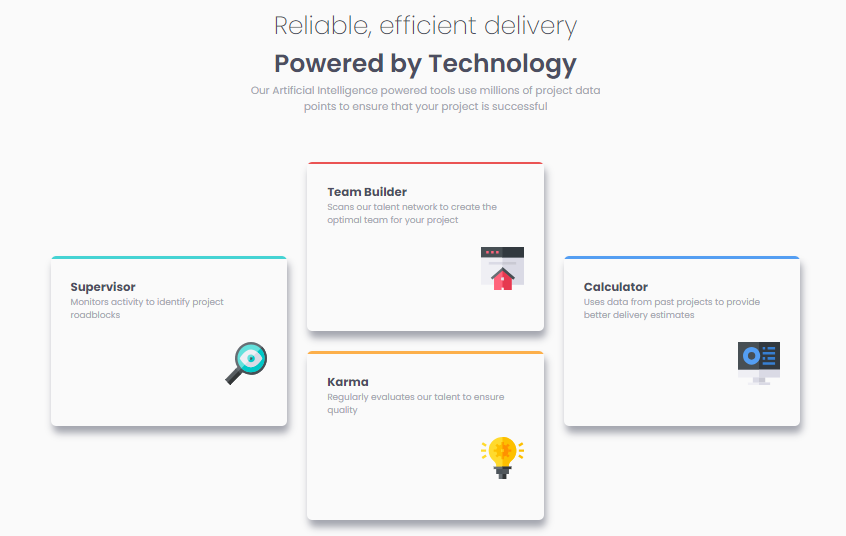 Reliable, efficient delivery
Powered by Technology
Our Artificial Intelligence powered tools use millions of project data
points to ensure that your project is successful
Team Builder
Scans our talent network to create the
optimal team for your project
Supervisor
Monitors activity to identify project
roadblocks
Calculator
Uses data from past projects to provide
better delivery estimates
Karma
Regularly evaluates our talent to ensure
quality